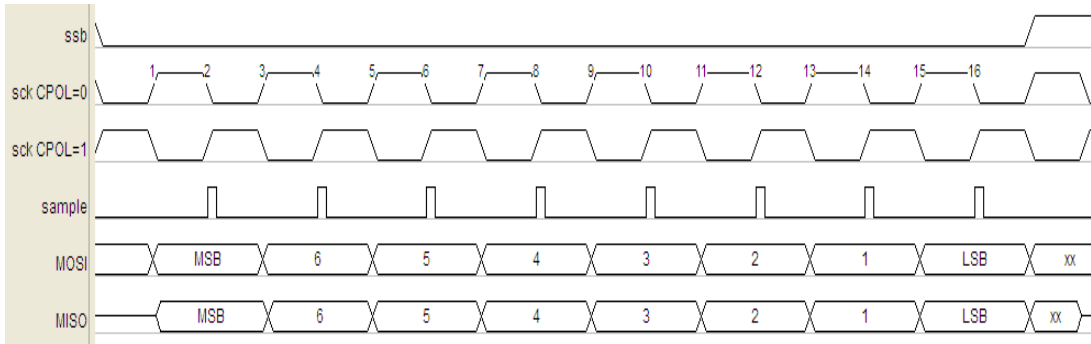 ssb
1 2 3 4 5 6 7 8 9 10 11 12 13 14 15 16
sck CPOL=0
sck CPOL=1
sample
MOSI MSB 6 5 4 3 2 1 LSB xx
MISO MSB 6 5 4 3 2 1 LSB xx